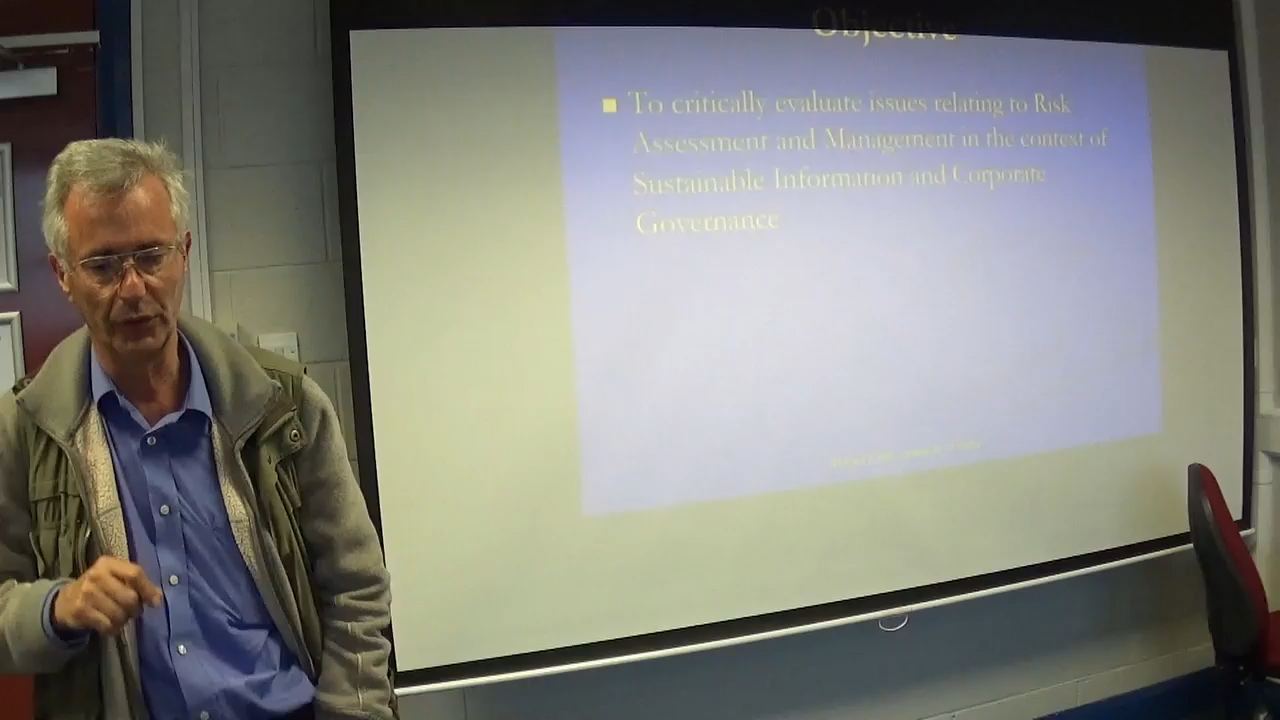 Objective
To critically evaluate issues relating to Risk
Assessment and Management in the context of
Sustainable Information and Corporate
Governance